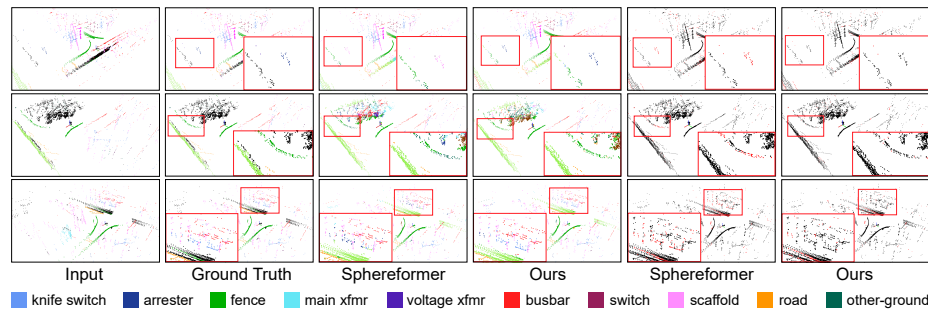 Input Ground Truth Sphereformer Ours Sphereformer Ours
knife switch arrester fence main xfmr voltage xfmr busbar switch scaffold road other-ground